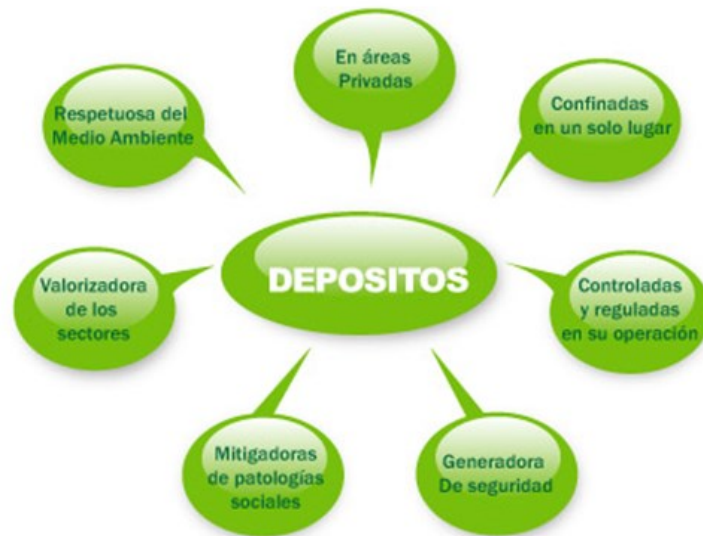 En áreas
Privadas
Respetuosa del
Medio Ambiente
Confinadas
en un solo lugar
DEPOSITOS
Valorizadora
de los
sectores
Controladas
y reguladas
en su operación
Mitigadoras
de patologías
sociales
Generadora
De seguridad